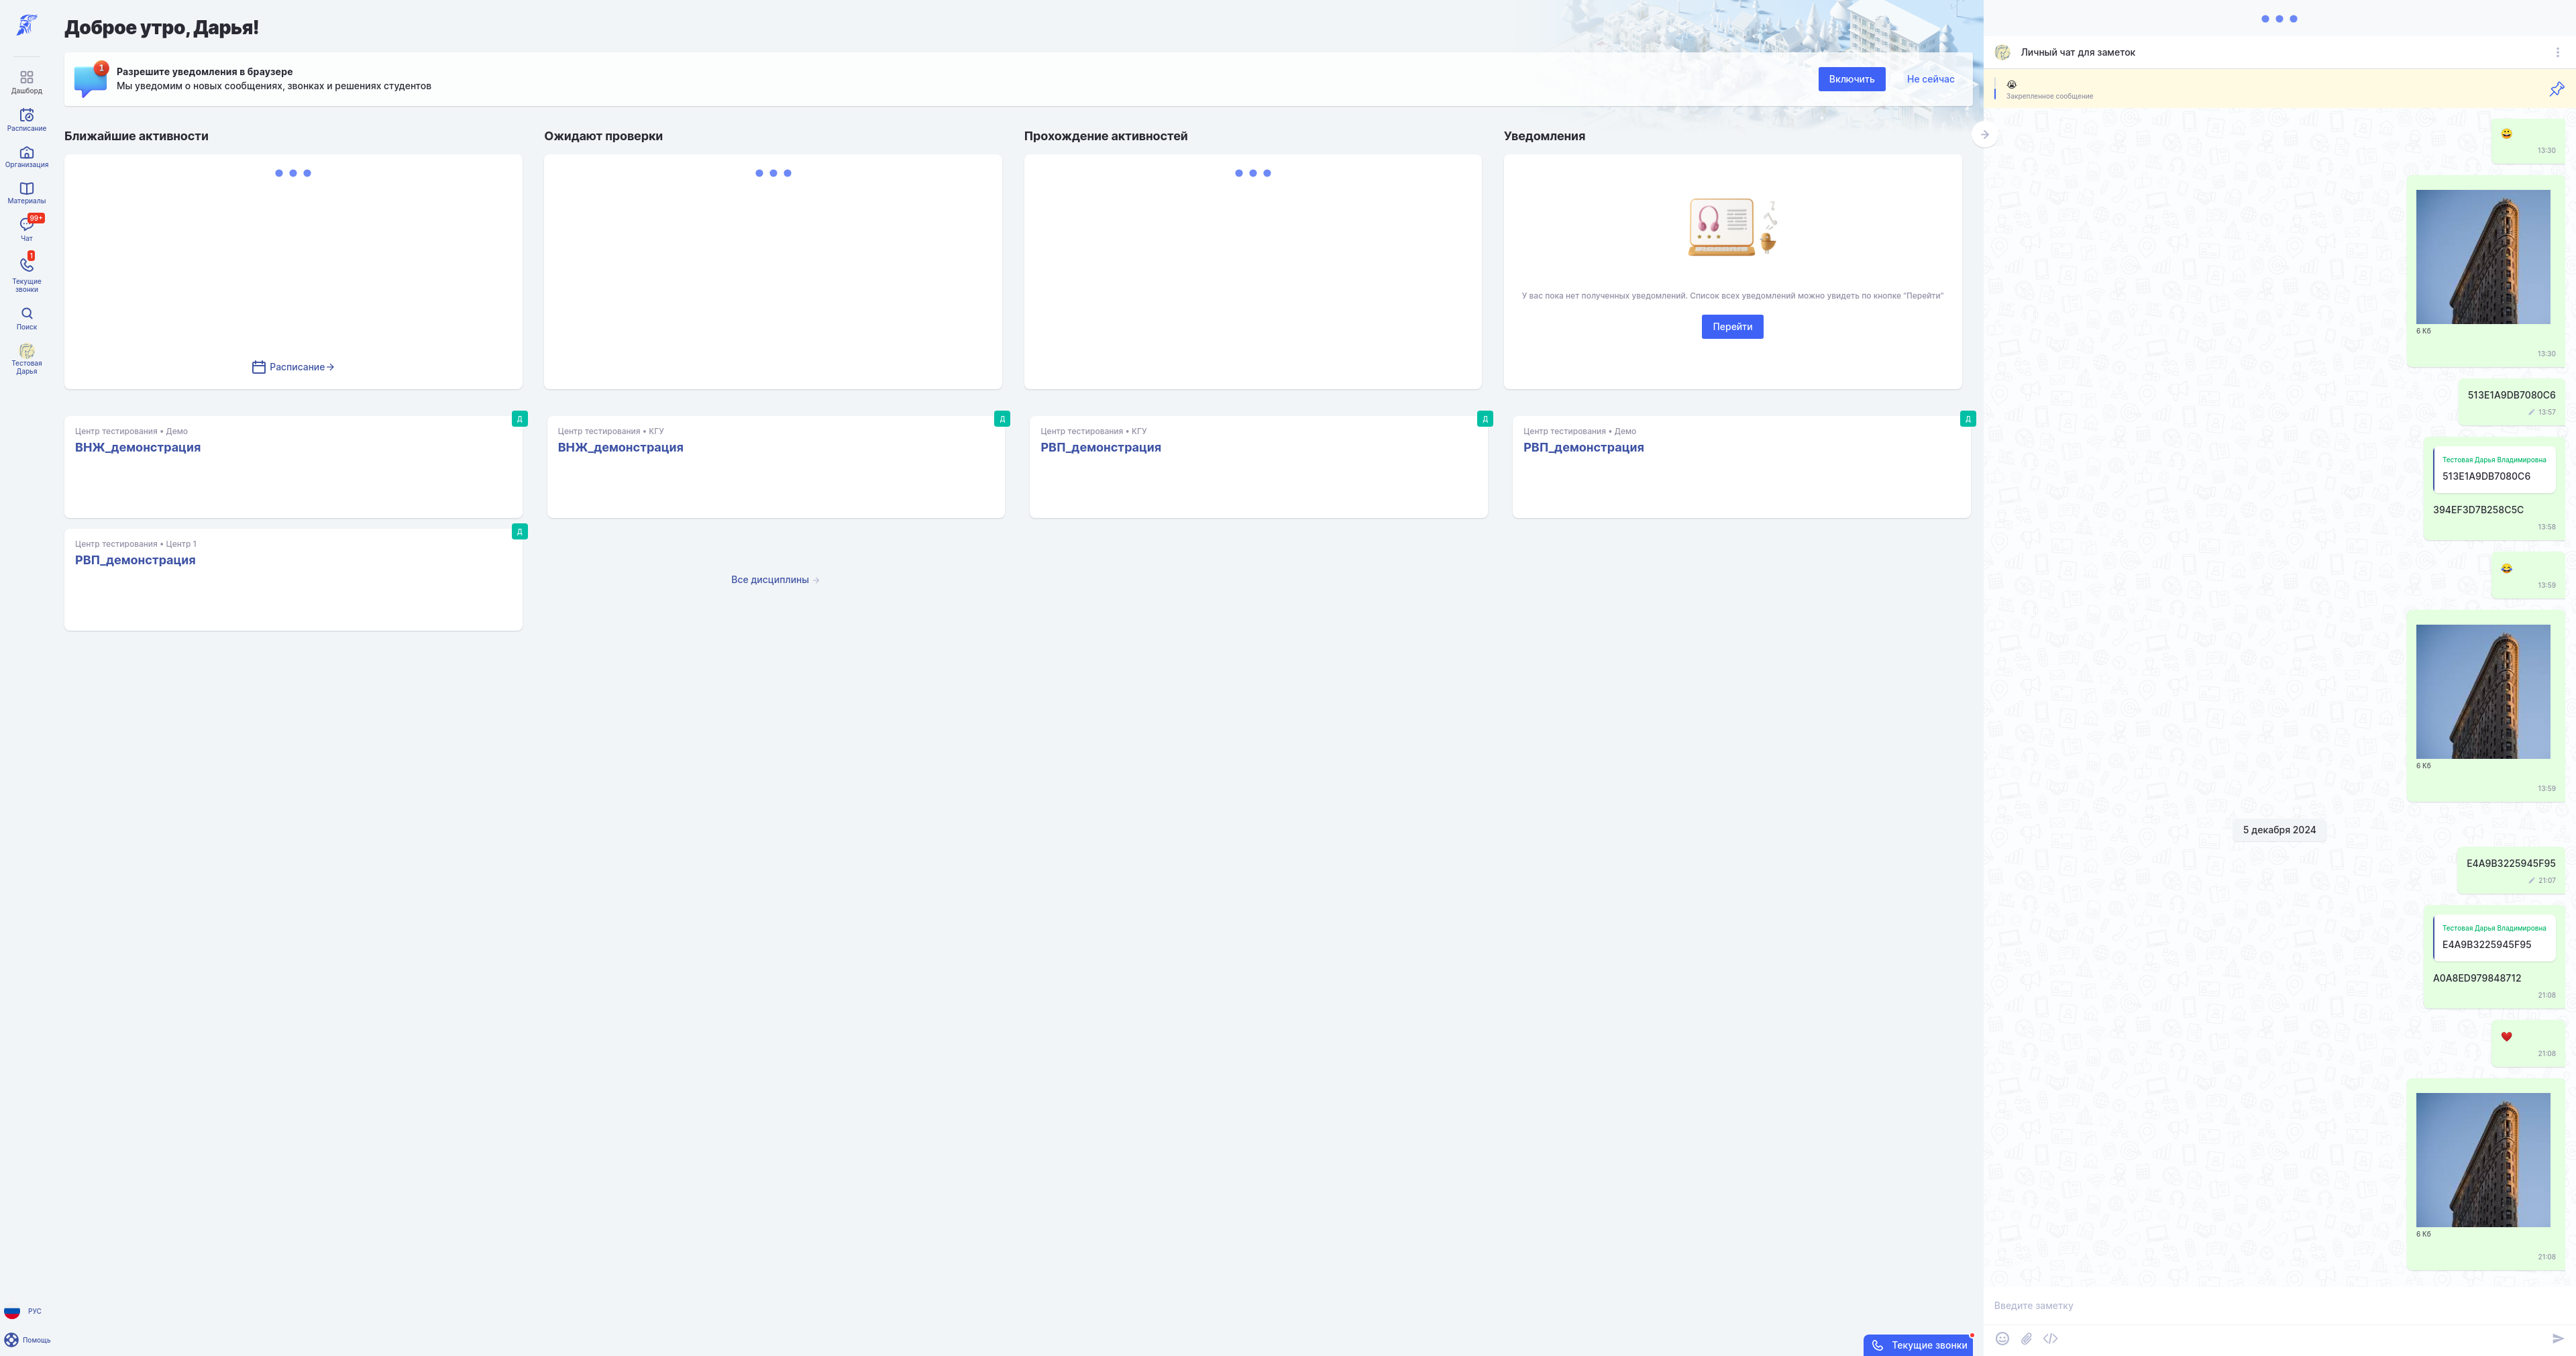 Доброе утро, Дарья!
1
Разрешите уведомления в браузере
Мы уведомим о новых сообщениях, звонках и решениях студентов
Включить
Не сейчас
Дашборд
Расписание
Организация
Материалы
99+
Чат
1
Текущие
звонки
Поиск
Тестовая
Дарья
РУС
Помощь
Ближайшие активности
Расписание
Ожидают проверки
Прохождение активностей
Уведомления
У вас пока нет полученных уведомлений. Список всех уведомлений можно увидеть по кнопке "Перейти"
Перейти
Д
Центр тестирования • Демо
ВНЖ_демонстрация
Д
Центр тестирования • КГУ
ВНЖ_демонстрация
Д
Центр тестирования • КГУ
РВП_демонстрация
Д
Центр тестирования • Демо
РВП_демонстрация
Д
Центр тестирования • Центр 1
РВП_демонстрация
Все дисциплины
Текущие звонки
Личный чат для заметок
Закрепленное сообщение
13:30
6 Кб
13:30
513E1A9DB7080C6
13:57
Тестовая Дарья Владимировна
513E1A9DB7080C6
394EF3D7B258C5C
13:58
13:59
6 Кб
13:59
5 декабря 2024
E4A9B3225945F95
21:07
Тестовая Дарья Владимировна
E4A9B3225945F95
A0A8ED979848712
21:08
21:08
6 Кб
21:08
Введите заметку